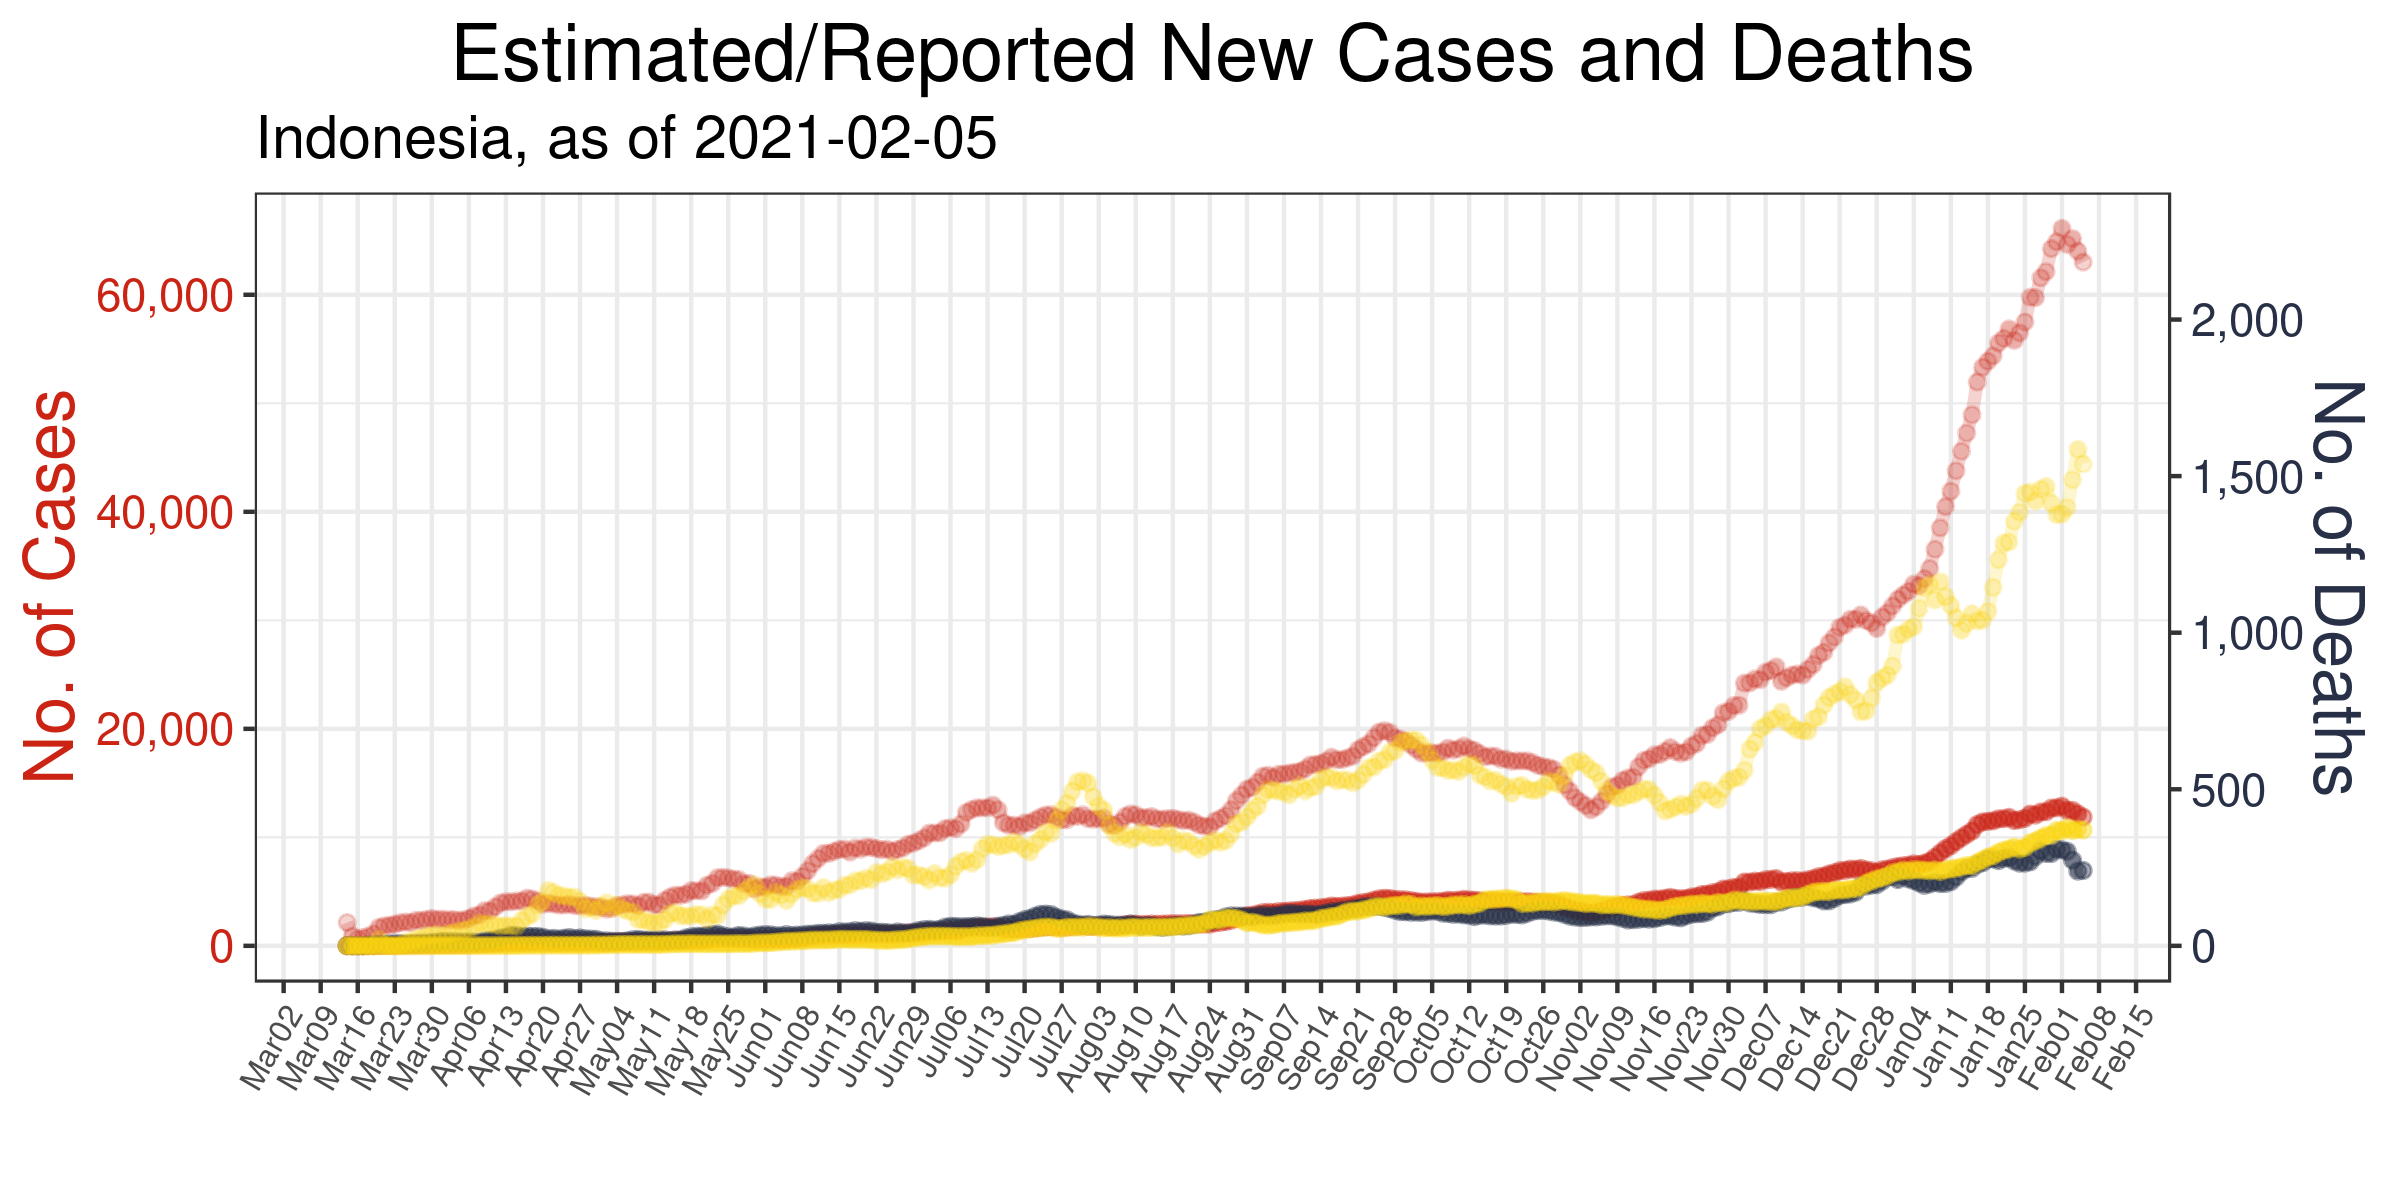 Estimated/Reported New Cases and Deaths
Indonesia, as of 2021-02-05
No. of Cases
60,000
40,000
20,000
0
No. of Deaths
2,000
1,500
1,000
500
0
Mar02 Mar09 Mar16 Mar23 Mar30 Apr06 Apr13 Apr20 Apr27 May04 May11 May18 May25 Jun01 Jun08 Jun15 Jun22 Jun29 Jul06 Jul13 Jul20 Jul27 Aug03 Aug10 Aug17 Aug24 Aug31 Sep07 Sep14 Sep21 Sep28 Oct05 Oct12 Oct19 Oct26 Nov02 Nov09 Nov16 Nov23 Nov30 Dec07 Dec14 Dec21 Dec28 Jan04 Jan11 Jan18 Jan25 Feb01 Feb08 Feb15